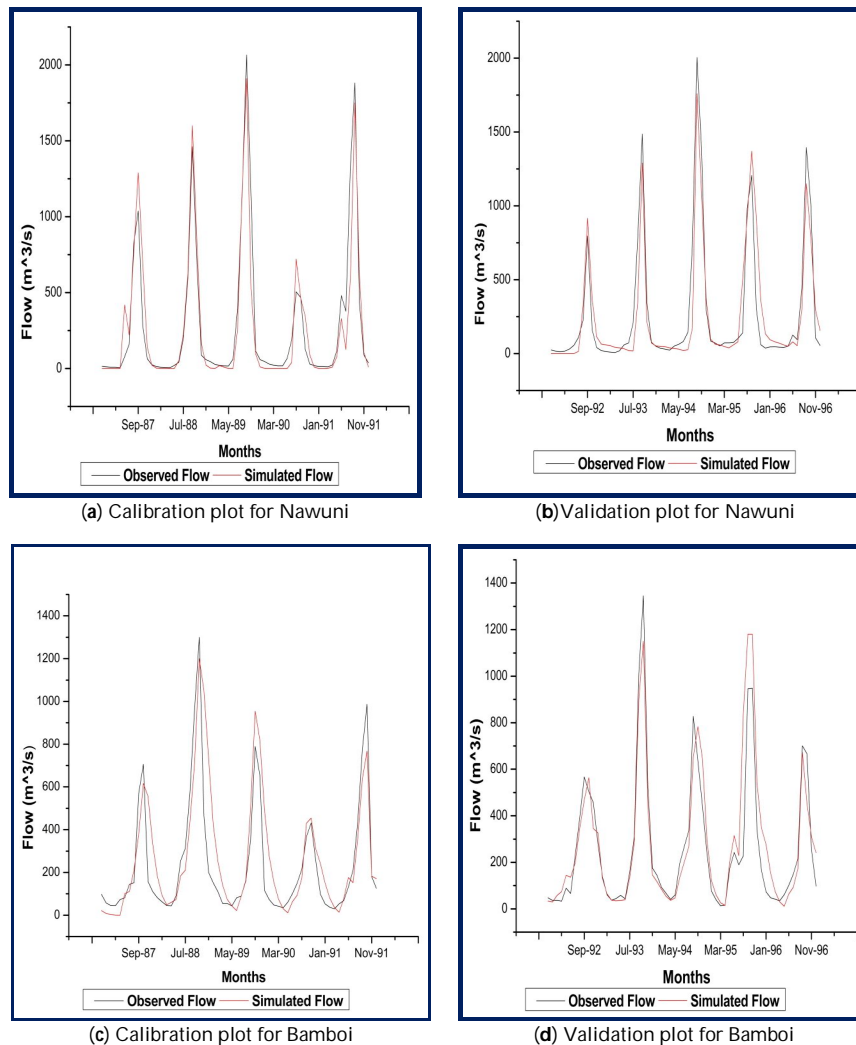 2000
1500
1000
500
0
Flow (m^3/s)
Sep-87 Jul-88 May-89 Mar-90 Jan-91 Nov-91
Months
Observed Flow Simulated Flow
(a) Calibration plot for Nawuni
2000
1500
1000
500
0
Flow (m^3/s)
Sep-92 Jul-93 May-94 Mar-95 Jan-96 Nov-96
Months
Observed Flow Simulated Flow
(b)Validation plot for Nawuni
1400
1200
1000
800
600
400
200
0
Flow (m^3/s)
Sep-87 Jul-88 May-89 Mar-90 Jan-91 Nov-91
Months
Observed Flow Simulated Flow
(c) Calibration plot for Bamboi
1400
1200
1000
800
600
400
200
0
Flow (m^3/s)
Sep-92 Jul-93 May-94 Mar-95 Jan-96 Nov-96
Months
Observed Flow Simulated Flow
(d) Validation plot for Bamboi